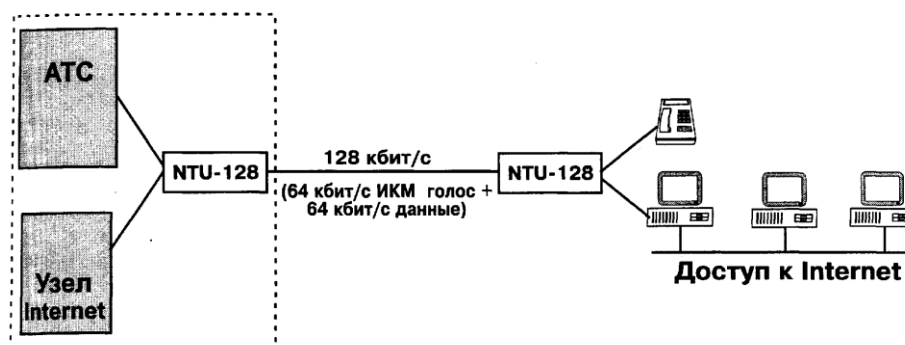 АТС
NTU-128
128 кбит/с
(64 кбит/с ИКМ голос +
64 кбит/с данные)
NTU-128
Узел
Internet
Доступ к Internet